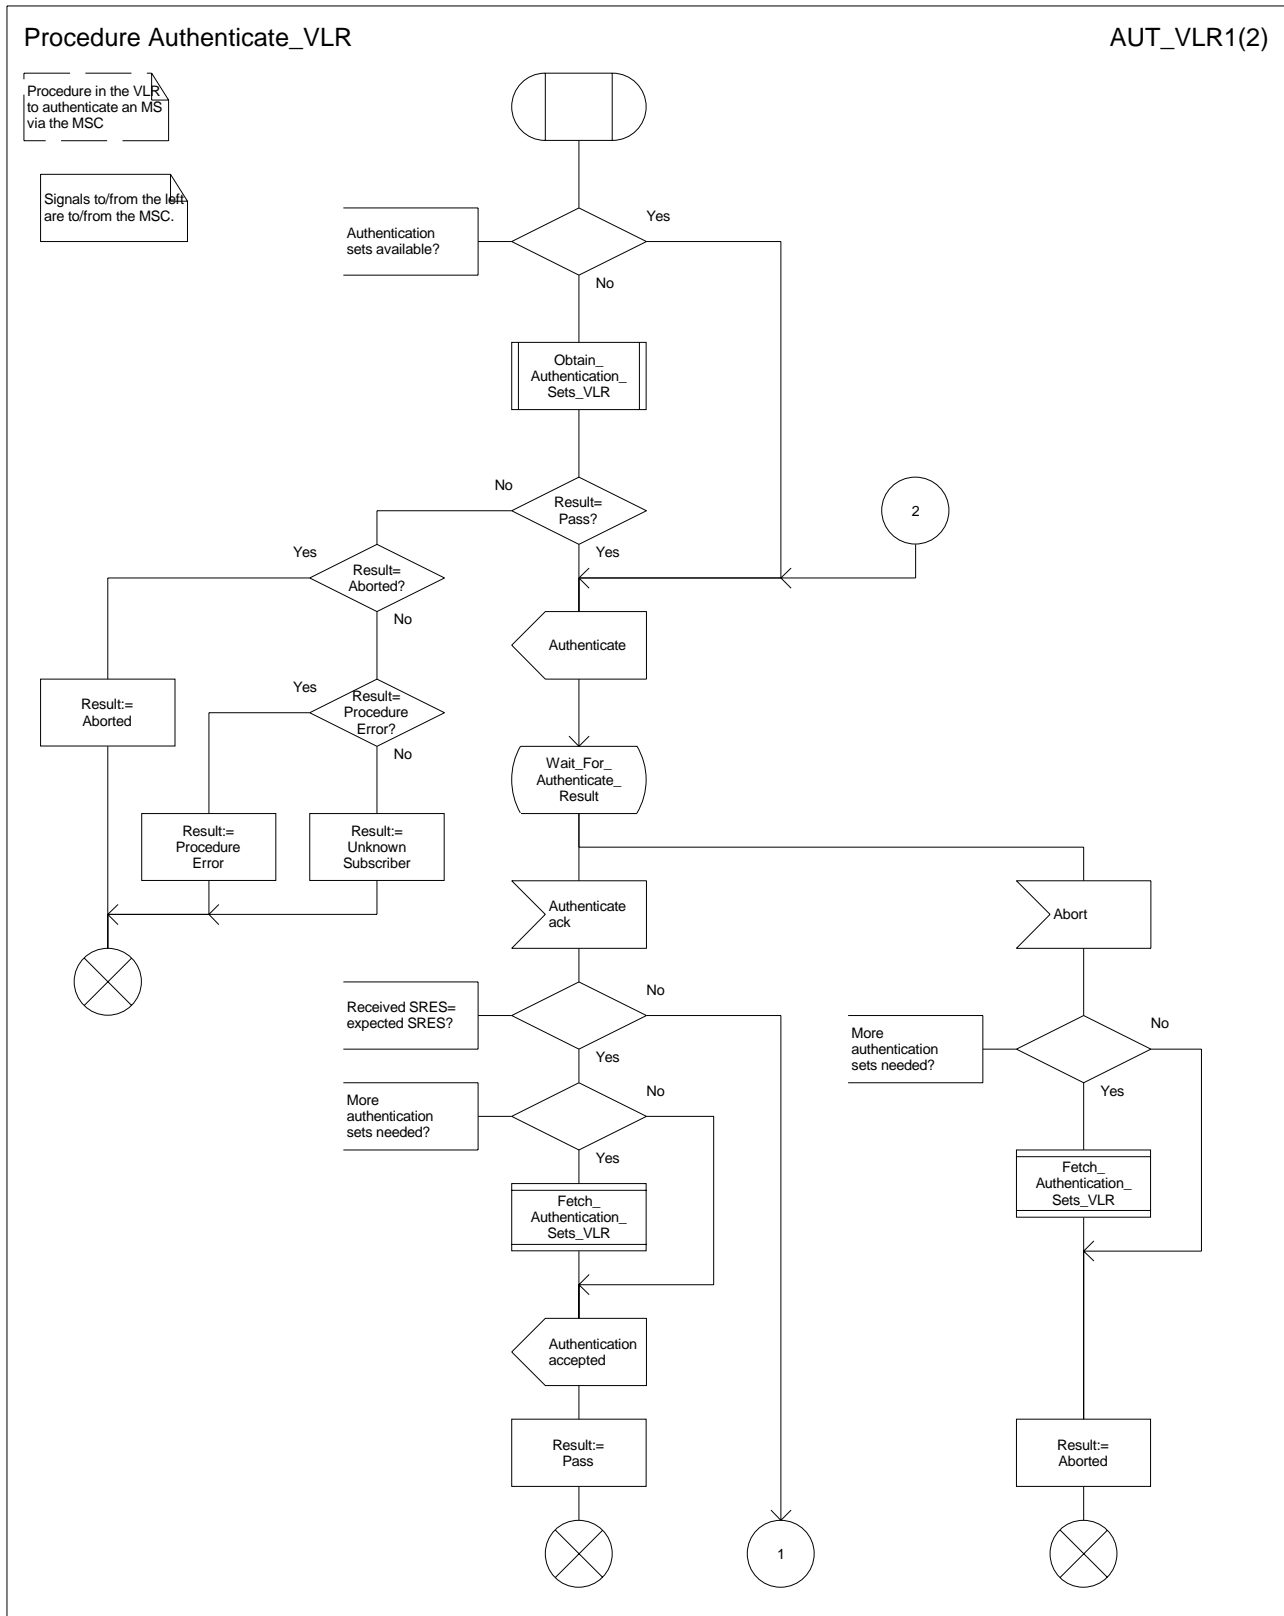 Procedure Authenticate_VLR
AUT_VLR1(2)
Procedure in the VLR
to authenticate an MS
via the MSC
Signals to/from the left
are to/from the MSC.
Authentication
sets available?
Yes
No
Obtain_
Authentication_
Sets_VLR
No
Result=
Pass?
Yes
2
Yes
Result=
Aborted?
No
Authenticate
Result:=
Aborted
Yes
Result=
Procedure
Error?
No
Wait_For_
Authenticate_
Result
Result:=
Procedure
Error
Result:=
Unknown
Subscriber
Authenticate
ack
Abort
Received SRES=
expected SRES?
No
Yes
More
authentication
sets needed?
No
Yes
More
authentication
sets needed?
No
Yes
Fetch_
Authentication_
Sets_VLR
Fetch_
Authentication_
Sets_VLR
Authentication
accepted
Result:=
Pass
Result:=
Aborted
1